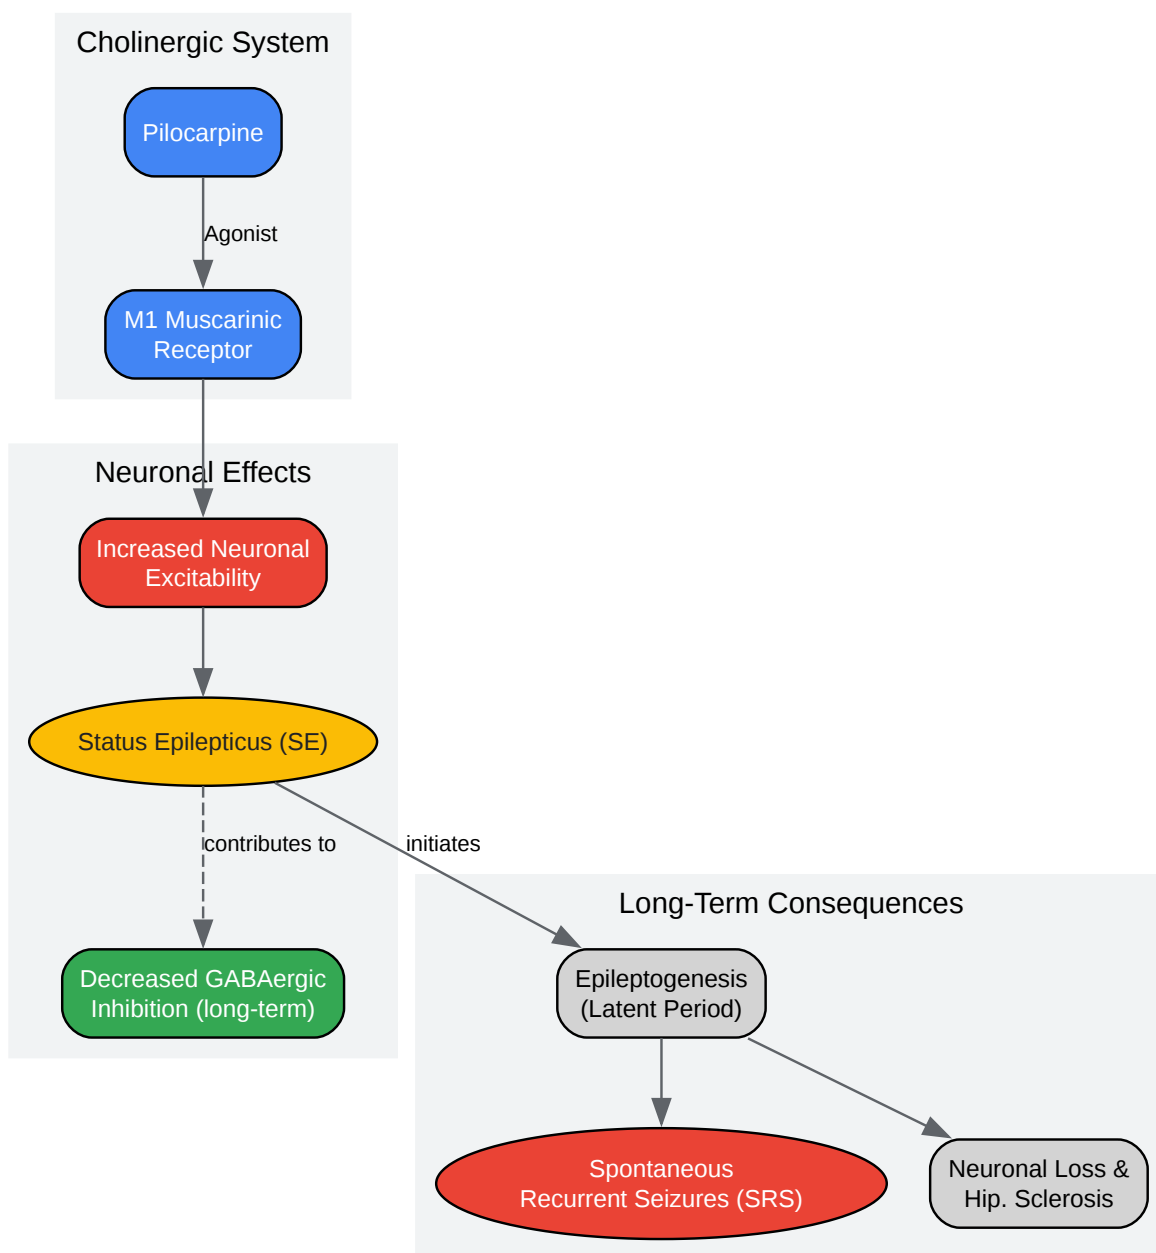 Cholinergic System
Pilocarpine
Agonist
M1 Muscarinic
Receptor
Neuronal Effects
Increased Neuronal
Excitability
Status Epilepticus (SE)
contributes to
initiates
Decreased GABAergic
Inhibition (long-term)
Long-Term Consequences
Epileptogenesis
(Latent Period)
Spontaneous
Recurrent Seizures (SRS)
Neuronal Loss &
Hip. Sclerosis